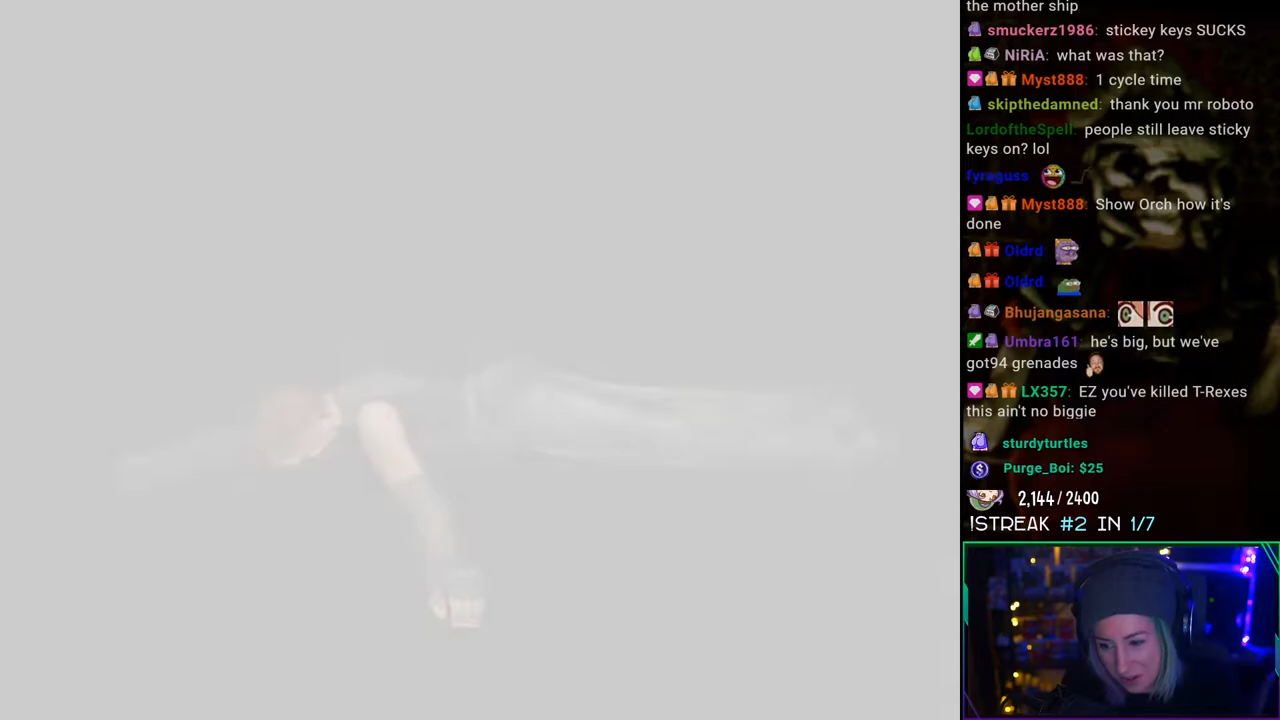 the mother ship
smuckerz1986: stickey keys SUCKS
NiRiA: what was that?
Myst888: 1 cycle time
skipthedamned: thank you mr roboto
LordoftheSpell: people still leave sticky
keys on? lol
fyraguss
Myst888: Show Orch how it's
done
Oldrd
Oldrd
Bhujangasana:
Umbra161: he's big, but we've
got94 grenades
LX357: EZ you've killed T-Rexes
this ain't no biggie
sturdyturtles
Purge_Boi: $25
2,144/2400
!STREAK #2 IN 1/7